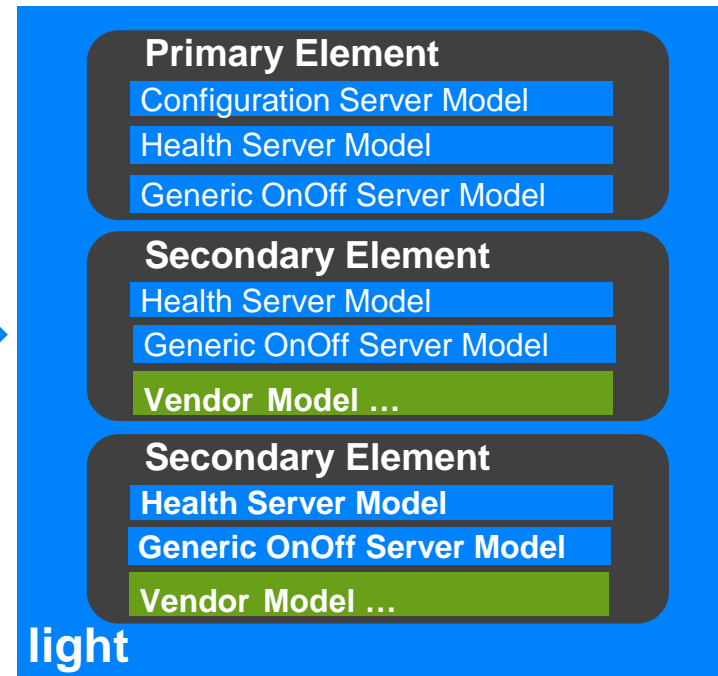 Primary Element
Configuration Server Model
Health Server Model
Generic OnOff Server Model
Secondary Element
Health Server Model
Generic OnOff Server Model
Vendor Model …
Secondary Element
Health Server Model
Generic OnOff Server Model
Vendor Model …
light